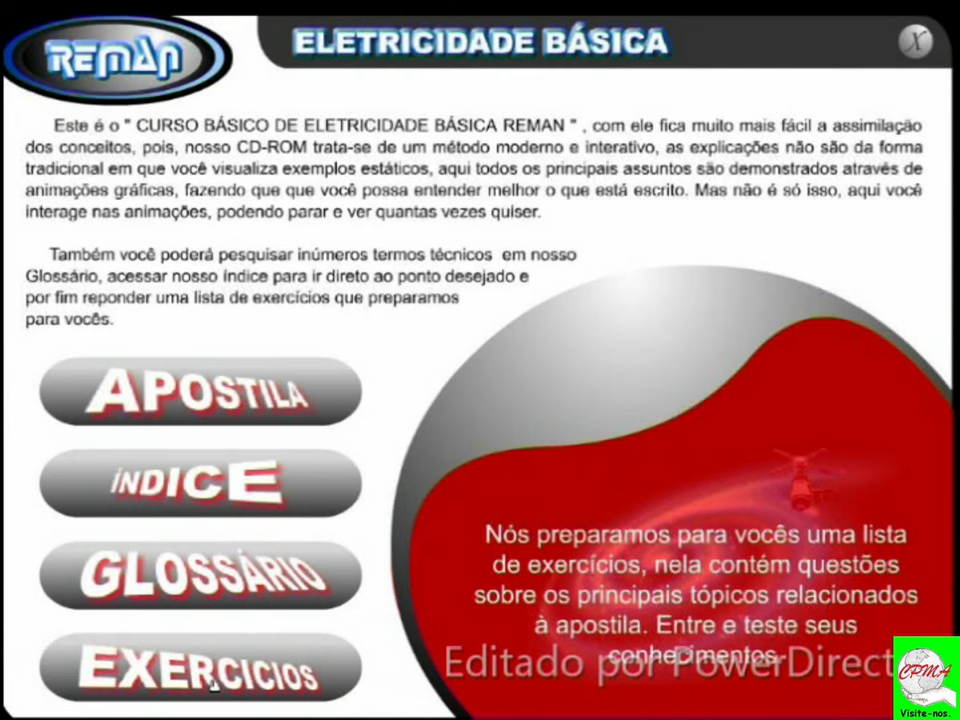 REMAN
ELETRICIDADE BÁSICA
X
Este é o " CURSO BÁSICO DE ELETRICIDADE BÁSICA REMAN " , com ele fica muito mais fácil a assimilação
dos conceitos, pois, nosso CD-ROM trata-se de um método moderno e interativo, as explicações não são da forma
tradicional em que você visualiza exemplos estáticos, aqui todos os principais assuntos são demonstrados através de
animações gráficas, fazendo que que você possa entender melhor o que está escrito. Mas não é só isso, aqui você
interage nas animações, podendo parar e ver quantas vezes quiser.
Também você poderá pesquisar inúmeros termos técnicos em nosso
Glossário, acessar nosso índice para ir direto ao ponto desejado e
por fim reponder uma lista de exercícios que preparamos
para vocês.
APOSTILA
ÍNDICE
GLOSSÁRIO
EXERCICIOS
Nós preparamos para vocês uma lista
de exercícios, nela contém questões
sobre os principais tópicos relacionados
à apostila. Entre e teste seus
conhecimentos.
Editado por PowerDirect
CPMA
Visite-nos.